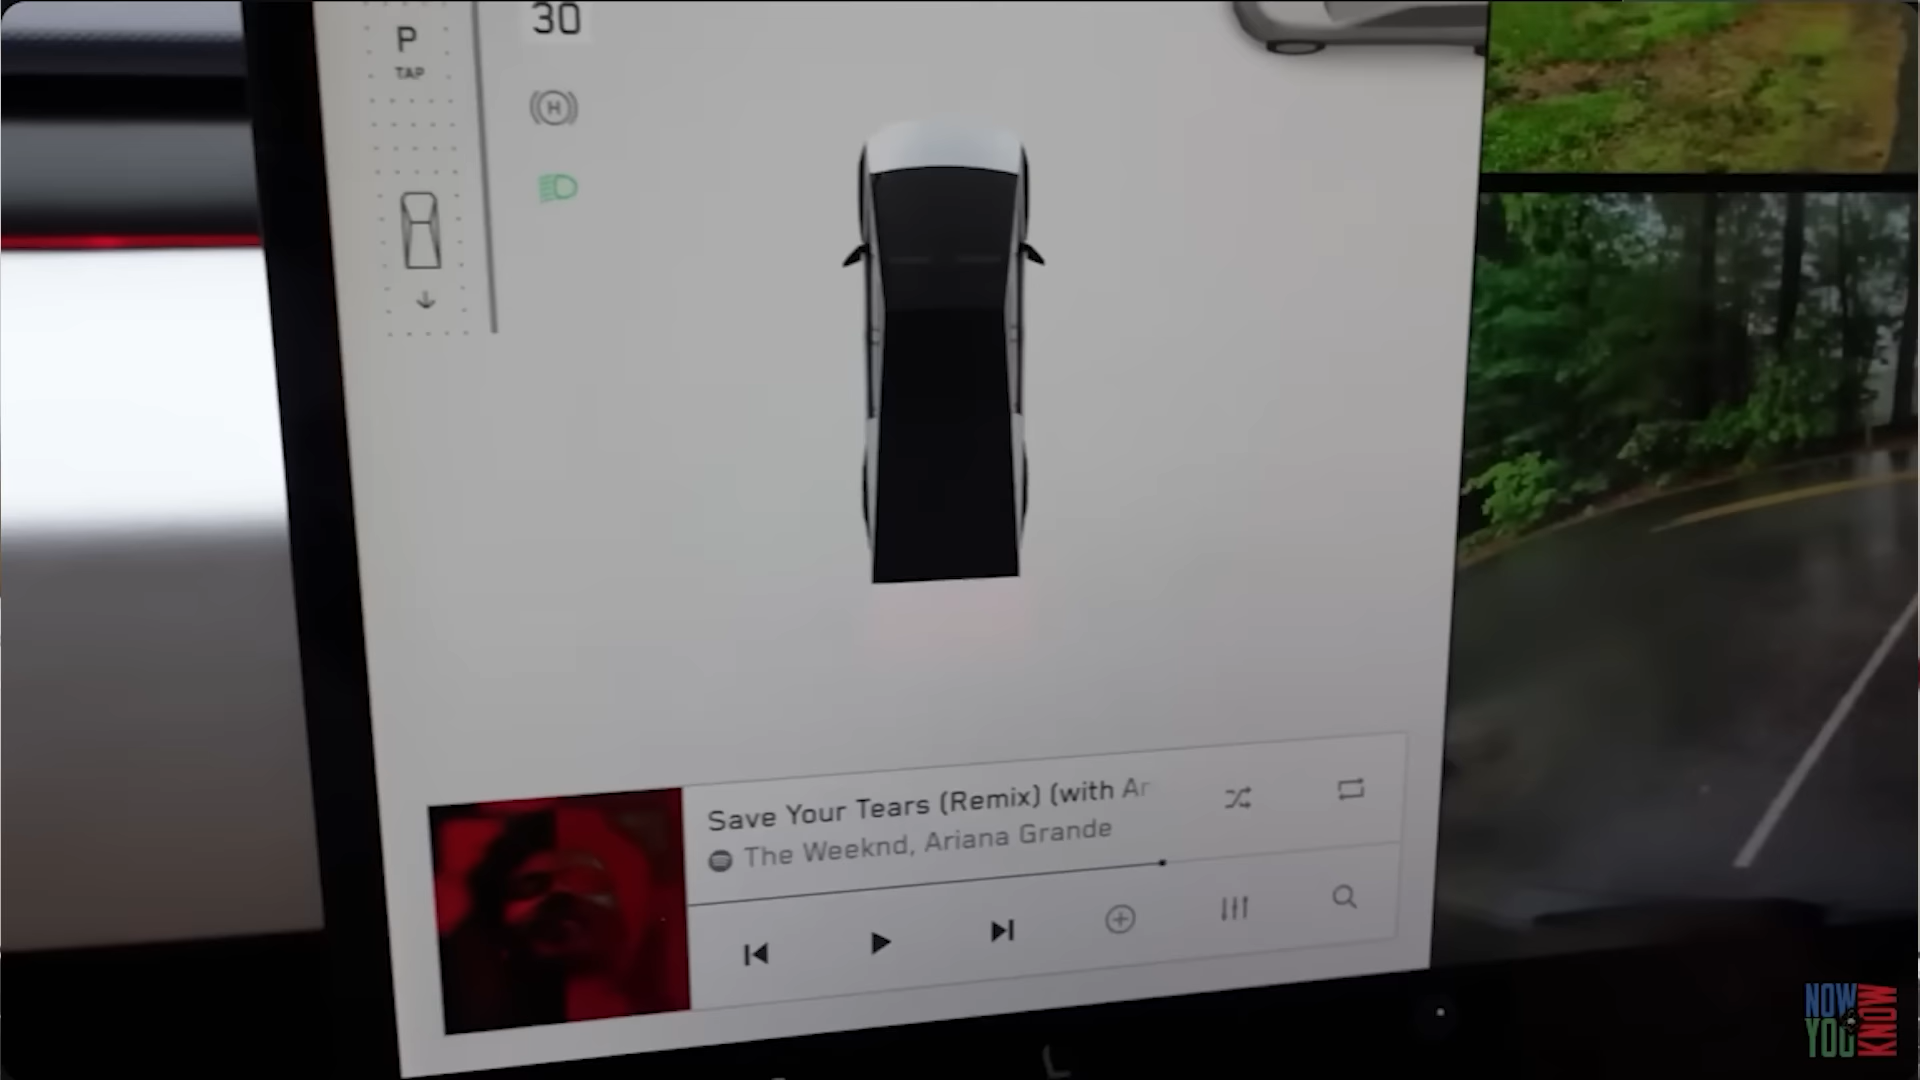 P
TAP
30
H
Save Your Tears (Remix) (with Ar
The Weeknd, Ariana Grande
NOW
YOU
KNOW